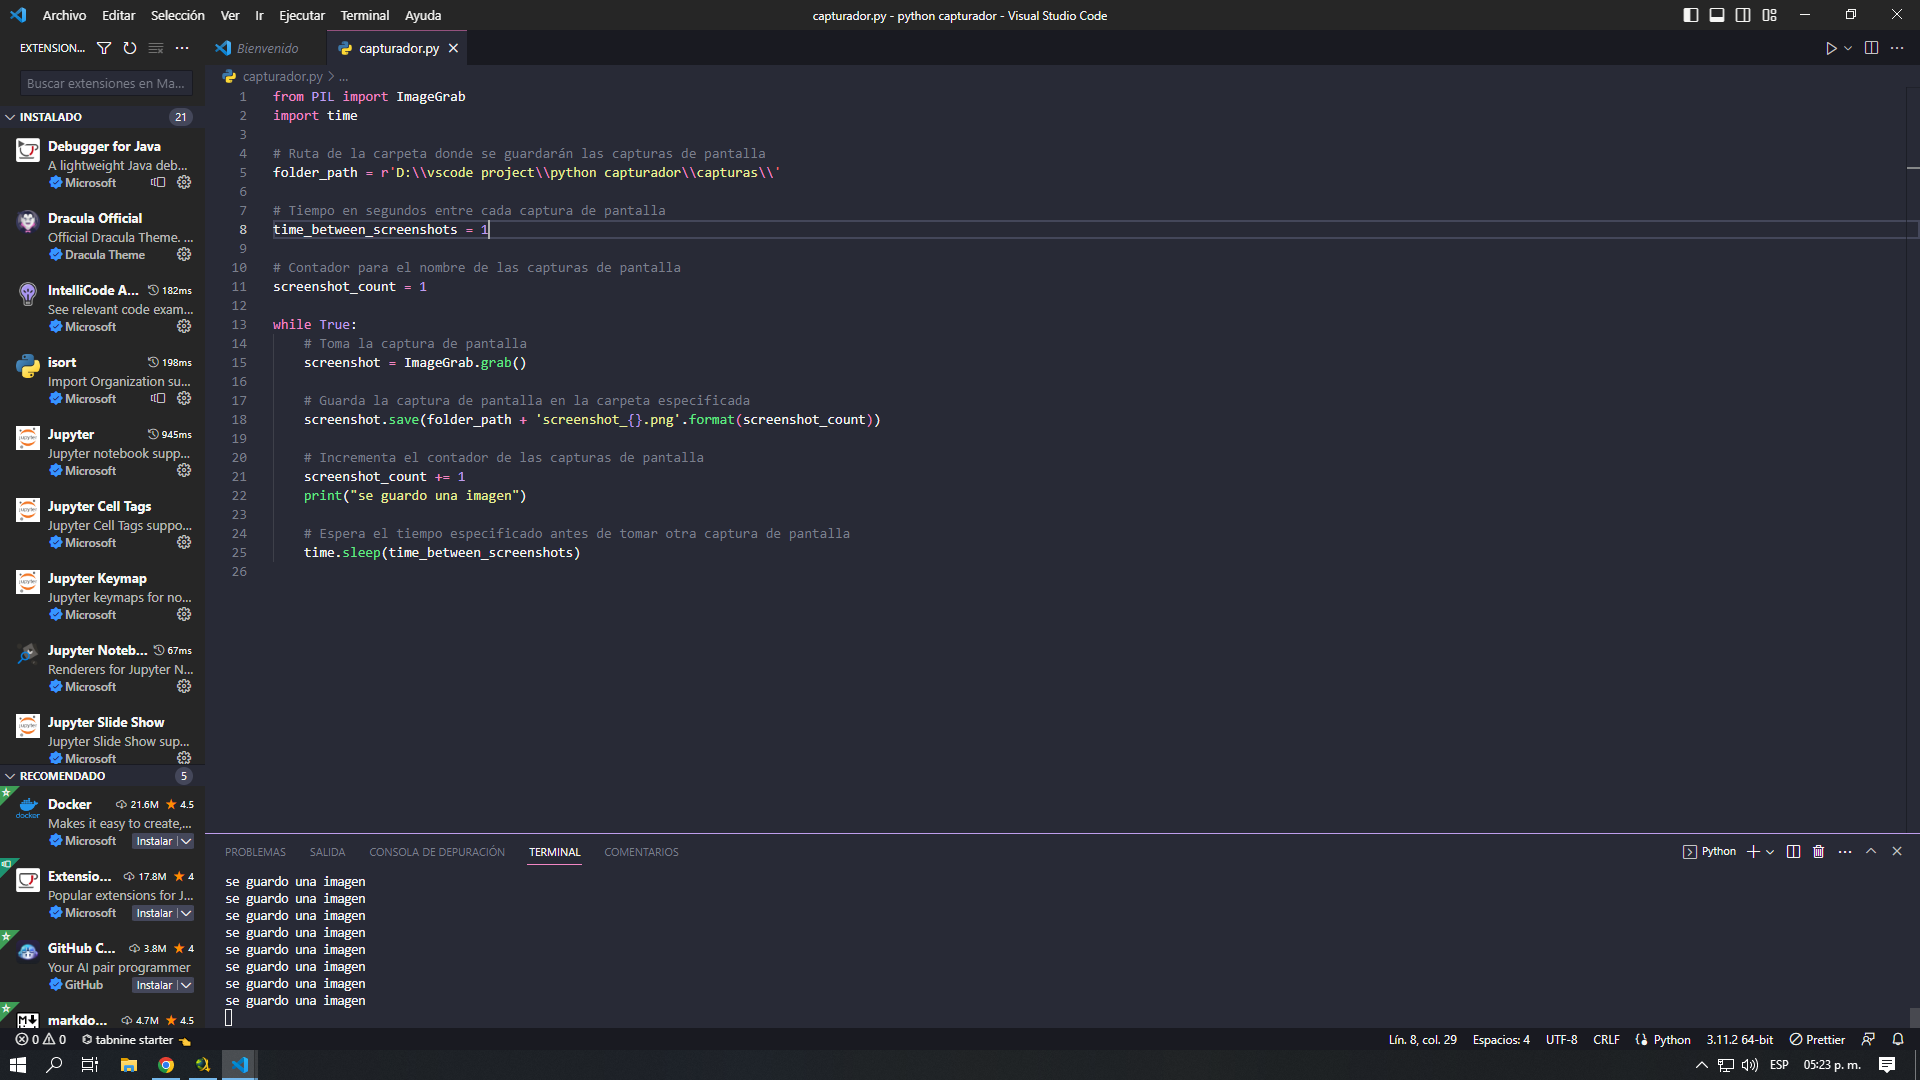 Archivo Editar Selección Ver Ir Ejecutar Terminal Ayuda
capturador.py - python capturador - Visual Studio Code
EXTENSION...
Bienvenido
capturador.py
Buscar extensiones en Ma...
capturador.py > ...
INSTALADO 21
Debugger for Java
A lightweight Java deb...
Microsoft
Dracula Official
Official Dracula Theme. ...
Dracula Theme
IntelliCode A... 182ms
See relevant code exam...
Microsoft
isort 198ms
Import Organization su...
Microsoft
Jupyter 945ms
Jupyter notebook supp...
Microsoft
Jupyter Cell Tags
Jupyter Cell Tags suppo...
Microsoft
Jupyter Keymap
Jupyter keymaps for no...
Microsoft
Jupyter Noteb... 67ms
Renderers for Jupyter N...
Microsoft
Jupyter Slide Show
Jupyter Slide Show sup...
Microsoft
RECOMENDADO 5
Docker 21.6M 4.5
Makes it easy to create,...
Microsoft Instalar
Extensio... 17.8M 4
Popular extensions for J...
Microsoft Instalar
GitHub C... 3.8M 4
Your AI pair programmer
GitHub Instalar
markdo... 4.7M 4.5
1 from PIL import ImageGrab
2 import time
3
4 # Ruta de la carpeta donde se guardarán las capturas de pantalla
5 folder_path = r'D:\\vscode project\\python capturador\\capturas\\'
6
7 # Tiempo en segundos entre cada captura de pantalla
8 time_between_screenshots = 1
9
10 # Contador para el nombre de las capturas de pantalla
11 screenshot_count = 1
12
13 while True:
14 # Toma la captura de pantalla
15 screenshot = ImageGrab.grab()
16
17 # Guarda la captura de pantalla en la carpeta especificada
18 screenshot.save(folder_path + 'screenshot_{}.png'.format(screenshot_count))
19
20 # Incrementa el contador de las capturas de pantalla
21 screenshot_count += 1
22 print("se guardo una imagen")
23
24 # Espera el tiempo especificado antes de tomar otra captura de pantalla
25 time.sleep(time_between_screenshots)
26
PROBLEMAS SALIDA CONSOLA DE DEPURACIÓN TERMINAL COMENTARIOS
Python
se guardo una imagen
se guardo una imagen
se guardo una imagen
se guardo una imagen
se guardo una imagen
se guardo una imagen
se guardo una imagen
se guardo una imagen
0 0 tabnine starter
Lín. 8, col. 29 Espacios: 4 UTF-8 CRLF Python 3.11.2 64-bit Prettier
ESP 05:23 p. m.